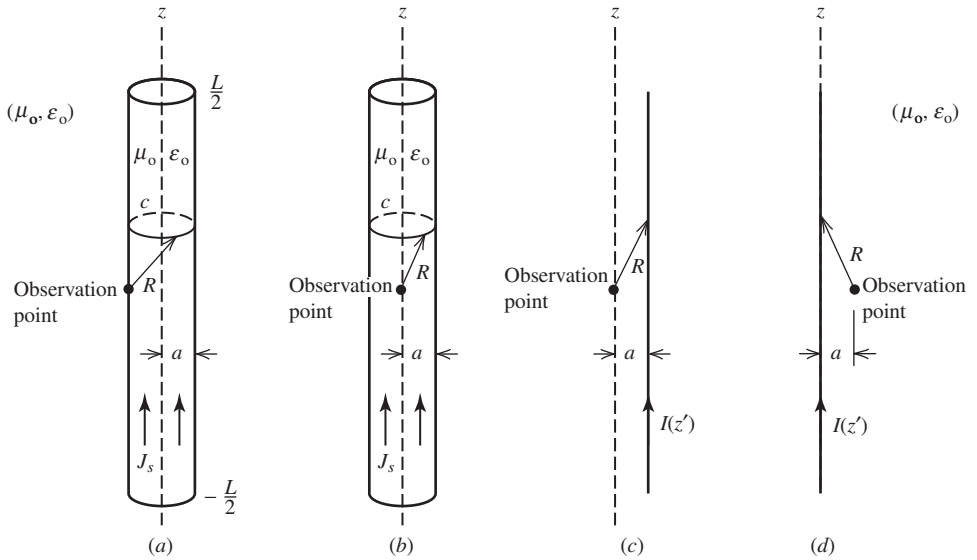 z z z z
L/2
(μo, εo) (μo, εo)
μo εo μo εo
c c
R R R R
Observation point Observation point Observation point Observation point
a a a a
I(z′) I(z′)
Js Js
− L/2
(a) (b) (c) (d)